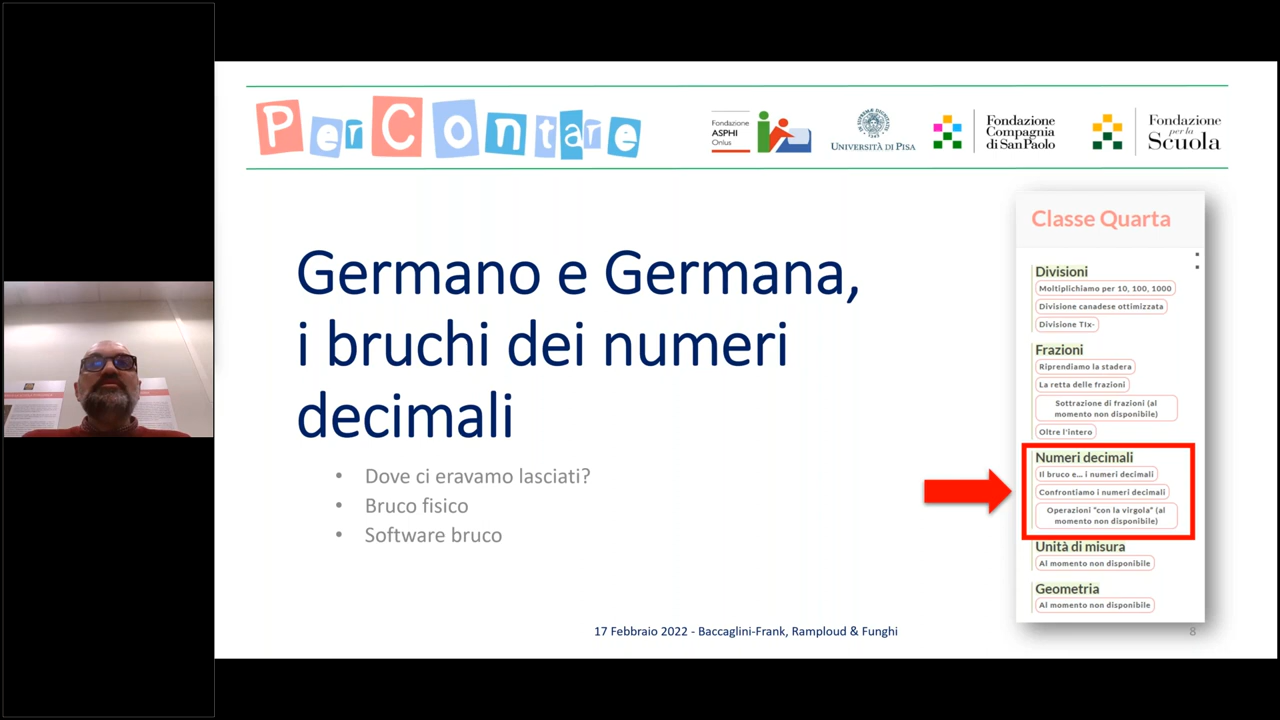 PerContare
Fondazione
ASPHI
Onlus
UNIVERSITÀ DI PISA
Fondazione
Compagnia
di SanPaolo
Fondazione
per la
Scuola
Germano e Germana,
i bruchi dei numeri
decimali
• Dove ci eravamo lasciati?
• Bruco fisico
• Software bruco
Classe Quarta
Divisioni
Moltiplichiamo per 10, 100, 1000
Divisione canadese ottimizzata
Divisione TIx-
Frazioni
Riprendiamo la stadera
La retta delle frazioni
Sottrazione di frazioni (al
momento non disponibile)
Oltre l'intero
Numeri decimali
Il bruco e... i numeri decimali
Confrontiamo i numeri decimali
Operazioni "con la virgola" (al
momento non disponibile)
Unità di misura
Al momento non disponibile
Geometria
Al momento non disponibile
17 Febbraio 2022 - Baccaglini-Frank, Ramploud & Funghi
8